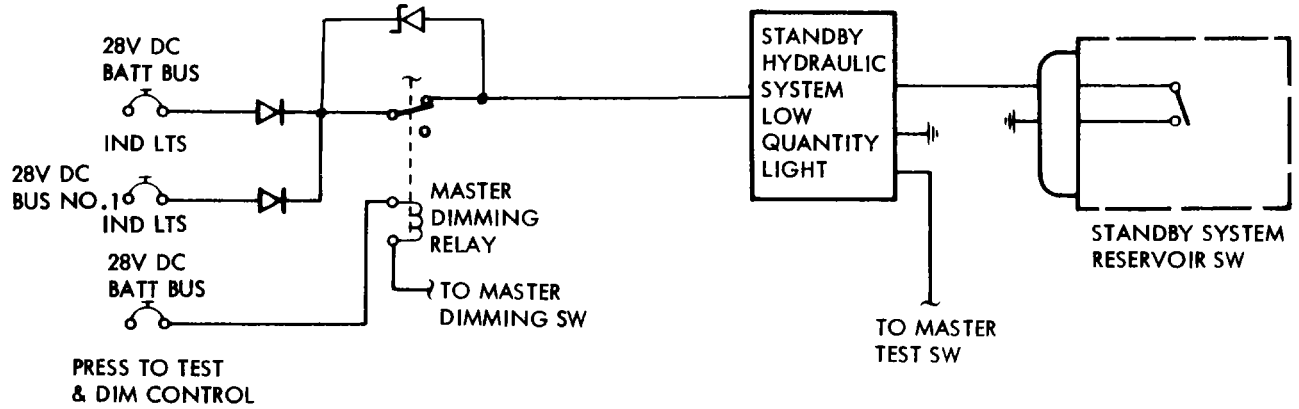 28V DC
BATT BUS
IND LTS
28V DC
BUS NO.1
IND LTS
28V DC
BATT BUS
PRESS TO TEST
& DIM CONTROL
MASTER
DIMMING
RELAY
TO MASTER
DIMMING SW
STANDBY
HYDRAULIC
SYSTEM
LOW
QUANTITY
LIGHT
TO MASTER
TEST SW
STANDBY SYSTEM
RESERVOIR SW